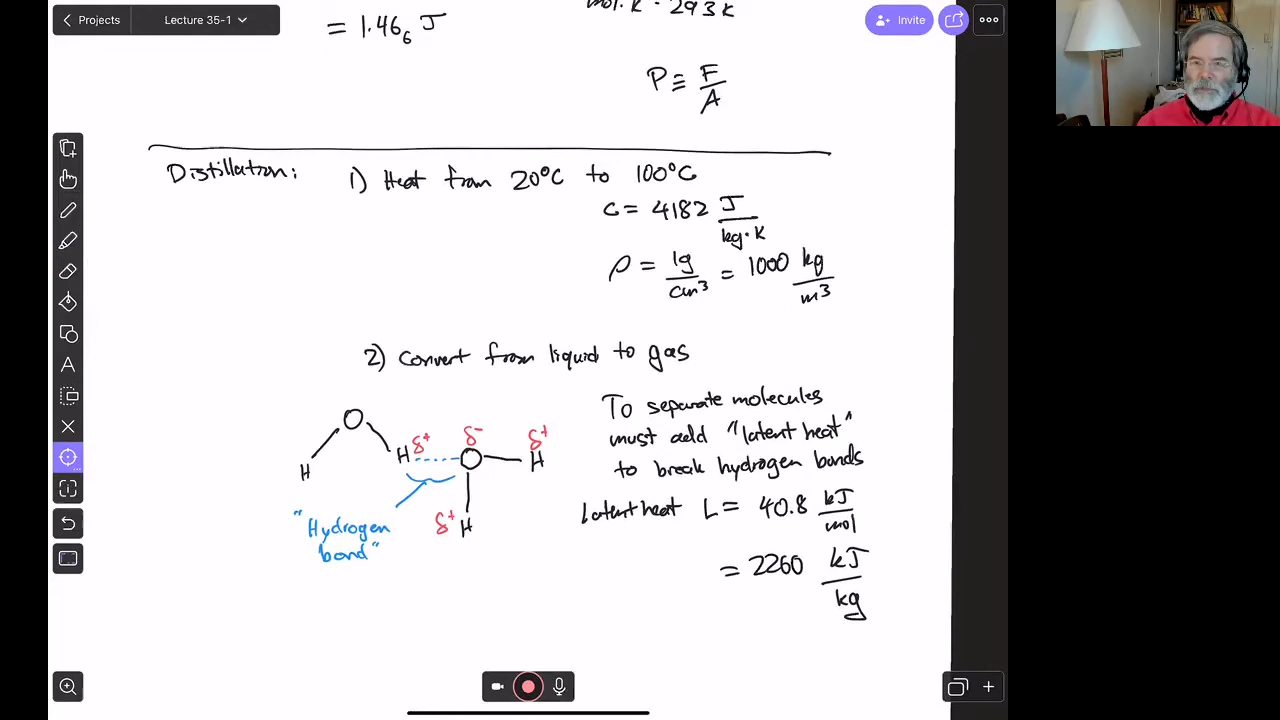 Projects
Lecture 35-1
Invite
= 1.46₆ J
mol·K · 293 K
P ≡ F/A
Distillation: 1) Heat from 20°C to 100°C
c = 4182 J/kg·K
ρ = 1g/cm³ = 1000 kg/m³
2) Convert from liquid to gas
To separate molecules
must add "latent heat"
to break hydrogen bonds
O
H
H δ+
δ-
O
δ+
H
δ+ H
"Hydrogen
bond"
Latent heat L = 40.8 kJ/mol
= 2260 kJ/kg
A